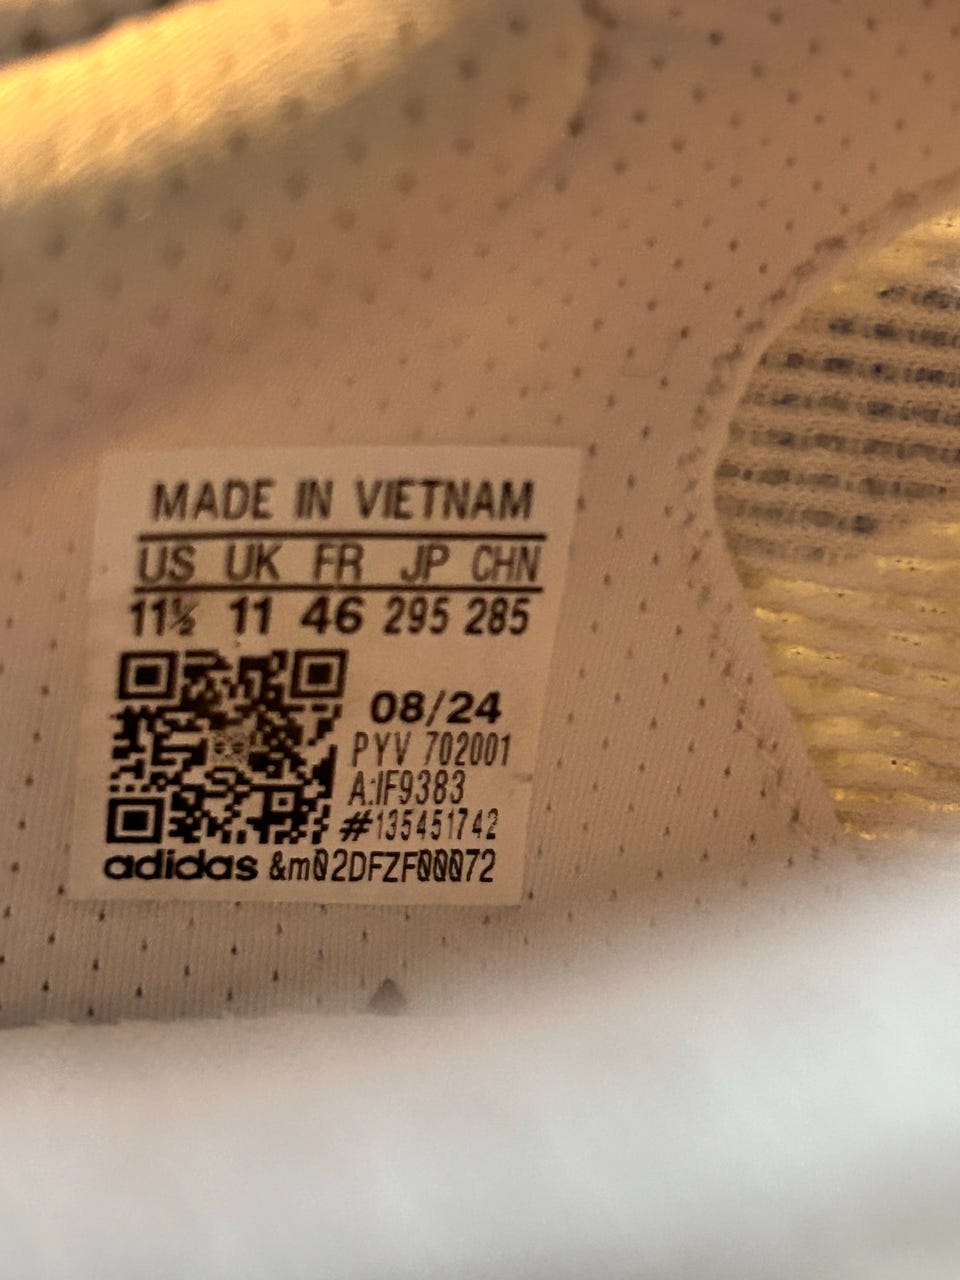 MADE IN VIETNAM
US UK FR JP CHN
11½ 11 46 295 285
08/24
PYV 702001
A:IF9383
#135451742
adidas &m02DFZF00072